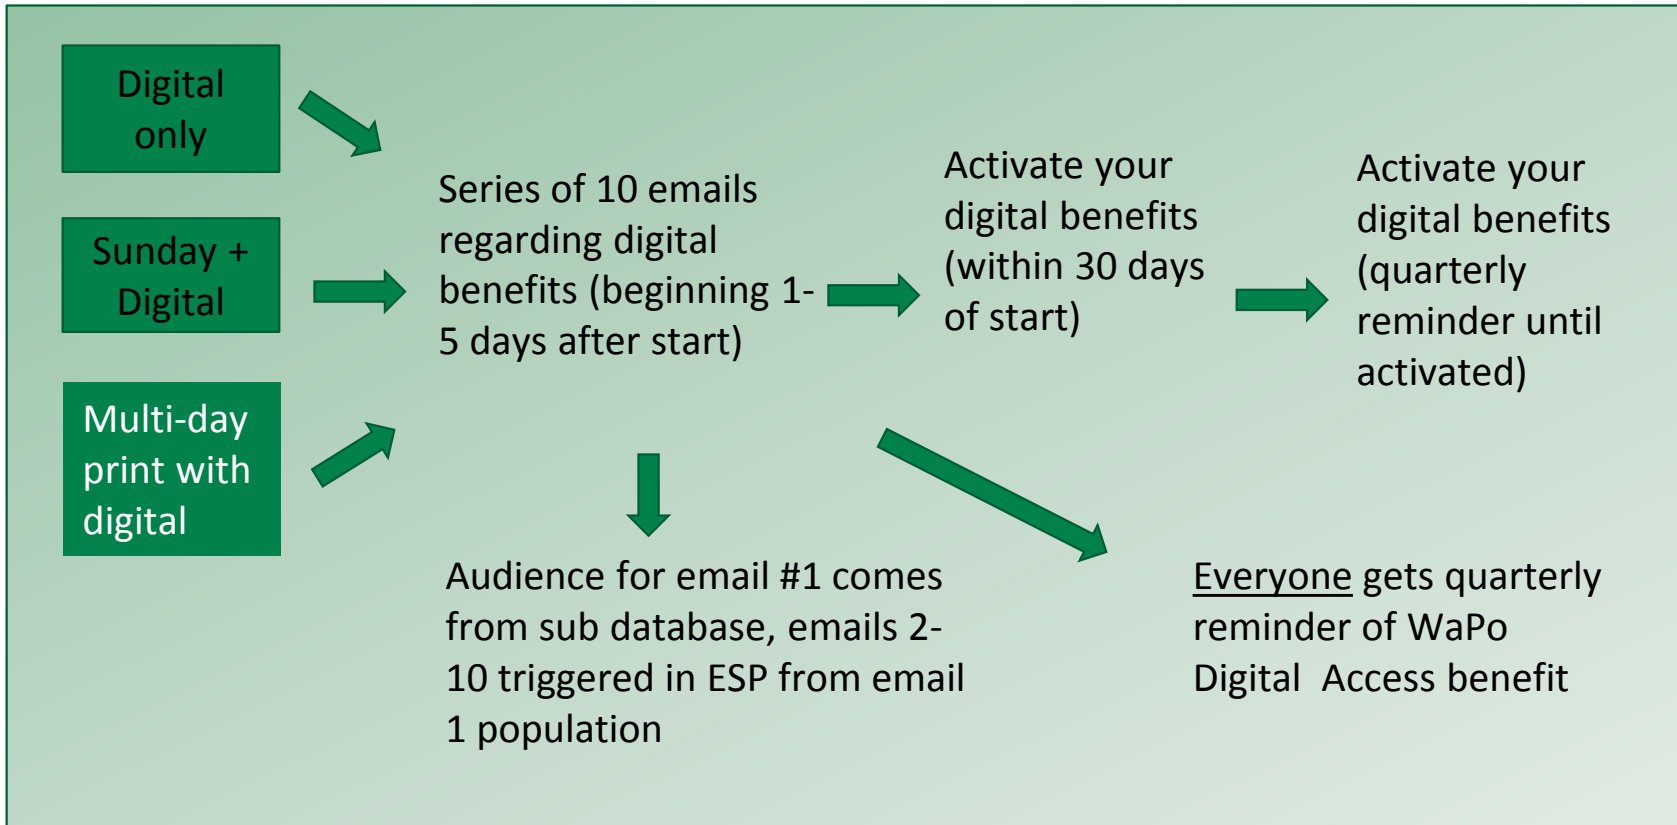 Digital
only
Sunday +
Digital
Multi-day
print with
digital
Series of 10 emails
regarding digital
benefits (beginning 1-
5 days after start)
Activate your
digital benefits
(within 30 days
of start)
Activate your
digital benefits
(quarterly
reminder until
activated)
Audience for email #1 comes
from sub database, emails 2-
10 triggered in ESP from email
1 population
Everyone gets quarterly
reminder of WaPo
Digital  Access benefit